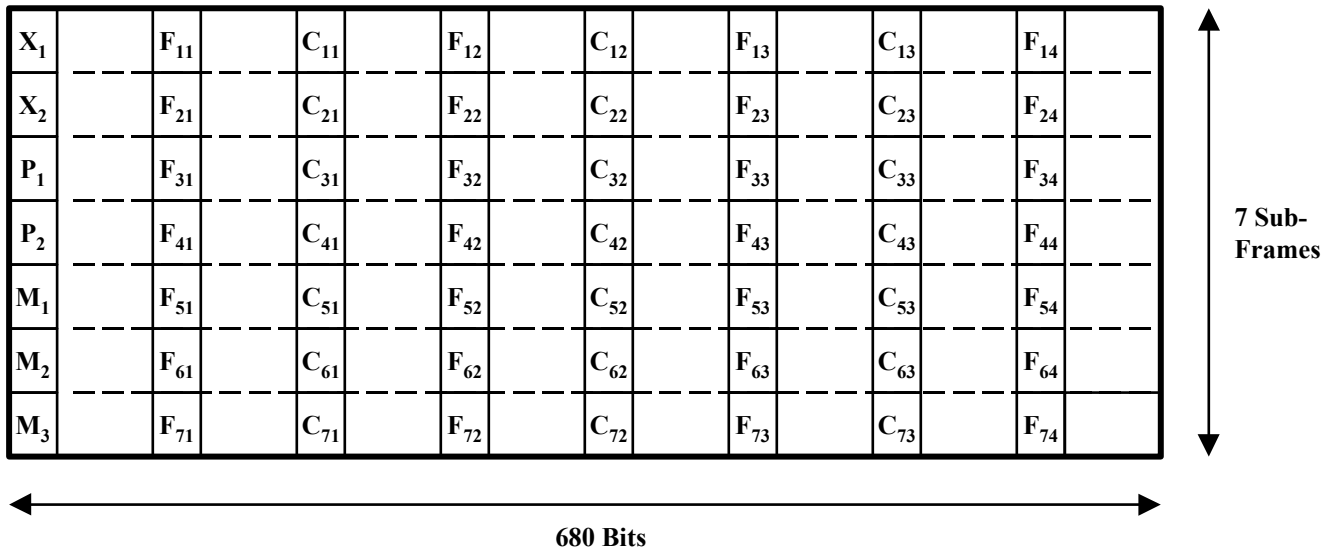 X₁ F₁₁ C₁₁ F₁₂ C₁₂ F₁₃ C₁₃ F₁₄
X₂ F₂₁ C₂₁ F₂₂ C₂₂ F₂₃ C₂₃ F₂₄
P₁ F₃₁ C₃₁ F₃₂ C₃₂ F₃₃ C₃₃ F₃₄
P₂ F₄₁ C₄₁ F₄₂ C₄₂ F₄₃ C₄₃ F₄₄
M₁ F₅₁ C₅₁ F₅₂ C₅₂ F₅₃ C₅₃ F₅₄
M₂ F₆₁ C₆₁ F₆₂ C₆₂ F₆₃ C₆₃ F₆₄
M₃ F₇₁ C₇₁ F₇₂ C₇₂ F₇₃ C₇₃ F₇₄
7 Sub-
Frames
680 Bits